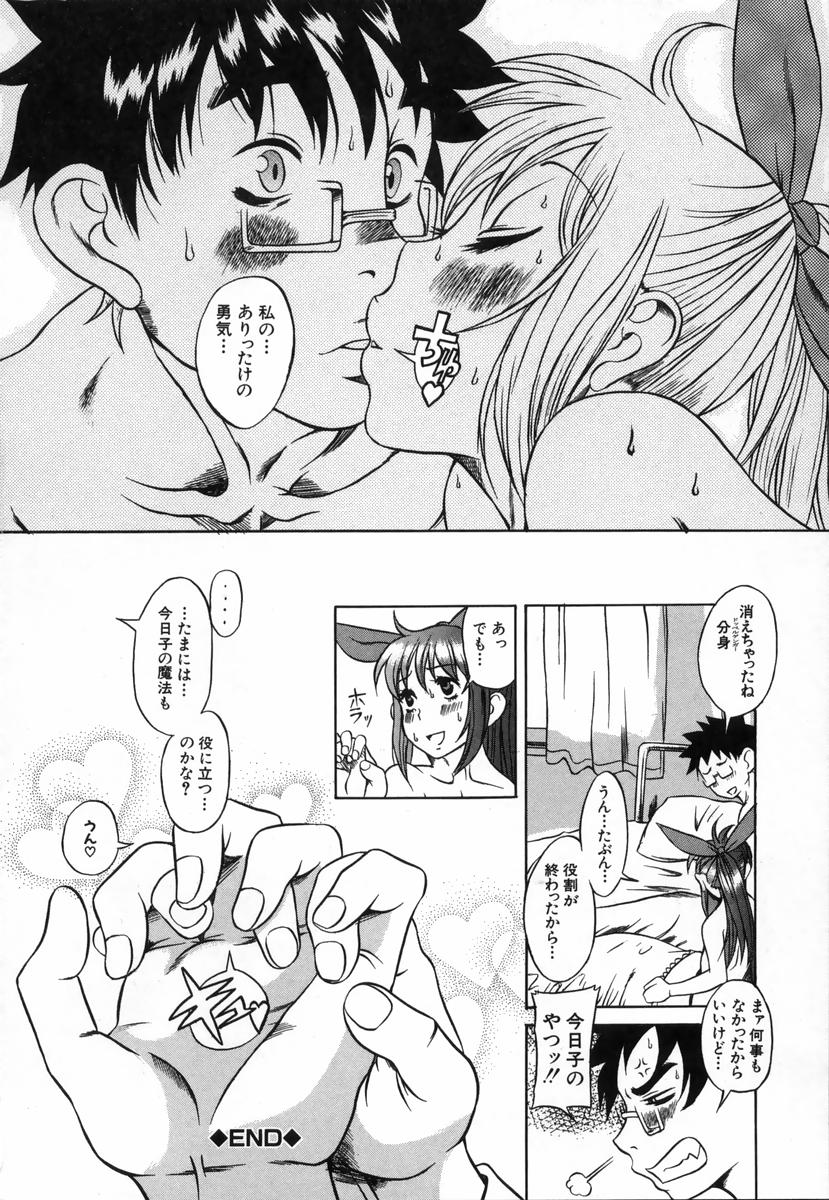 私の…
ありったけの
勇気…
ちゅ♡
消えちゃったね
分身
ドッペルゲンガー
うん…たぶん…
役割が
終わったから…
まァ何事も
なかったから
いいけど…
今日子の
やつッ!!
あっ
でも…
ホラッ
‥‥
…たまには…
今日子の魔法も
役に立つ…
のかな?
うん♡
キュッ
◆END◆